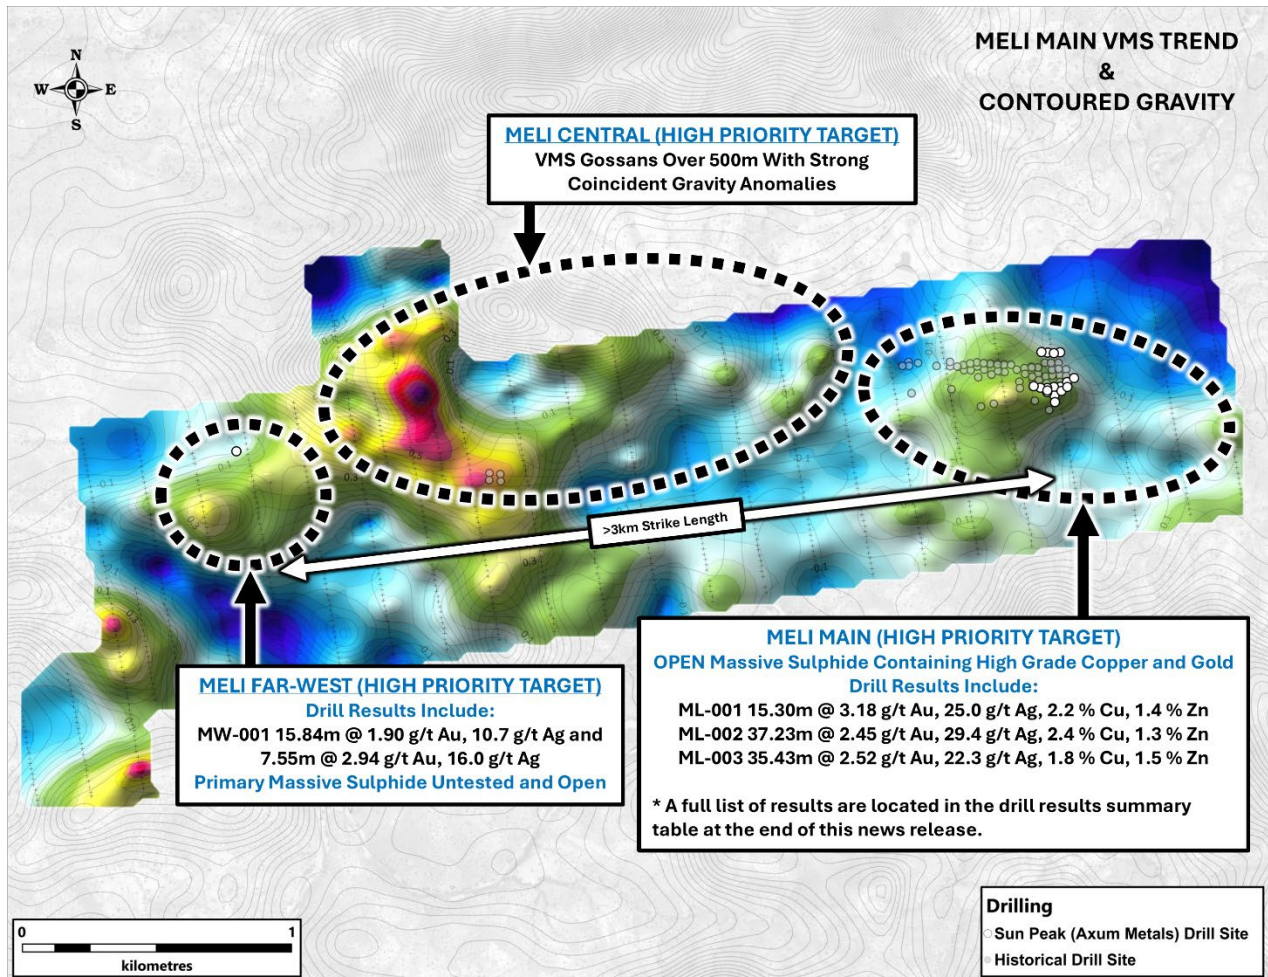 MELI MAIN VMS TREND
&
CONTOURED GRAVITY
N
W E
S
MELI CENTRAL (HIGH PRIORITY TARGET)
VMS Gossans Over 500m With Strong
Coincident Gravity Anomalies
>3km Strike Length
MELI FAR-WEST (HIGH PRIORITY TARGET)
Drill Results Include:
MW-001 15.84m @ 1.90 g/t Au, 10.7 g/t Ag and
7.55m @ 2.94 g/t Au, 16.0 g/t Ag
Primary Massive Sulphide Untested and Open
MELI MAIN (HIGH PRIORITY TARGET)
OPEN Massive Sulphide Containing High Grade Copper and Gold
Drill Results Include:
ML-001 15.30m @ 3.18 g/t Au, 25.0 g/t Ag, 2.2 % Cu, 1.4 % Zn
ML-002 37.23m @ 2.45 g/t Au, 29.4 g/t Ag, 2.4 % Cu, 1.3 % Zn
ML-003 35.43m @ 2.52 g/t Au, 22.3 g/t Ag, 1.8 % Cu, 1.5 % Zn
* A full list of results are located in the drill results summary
table at the end of this news release.
0 1
kilometres
Drilling
Sun Peak (Axum Metals) Drill Site
Historical Drill Site